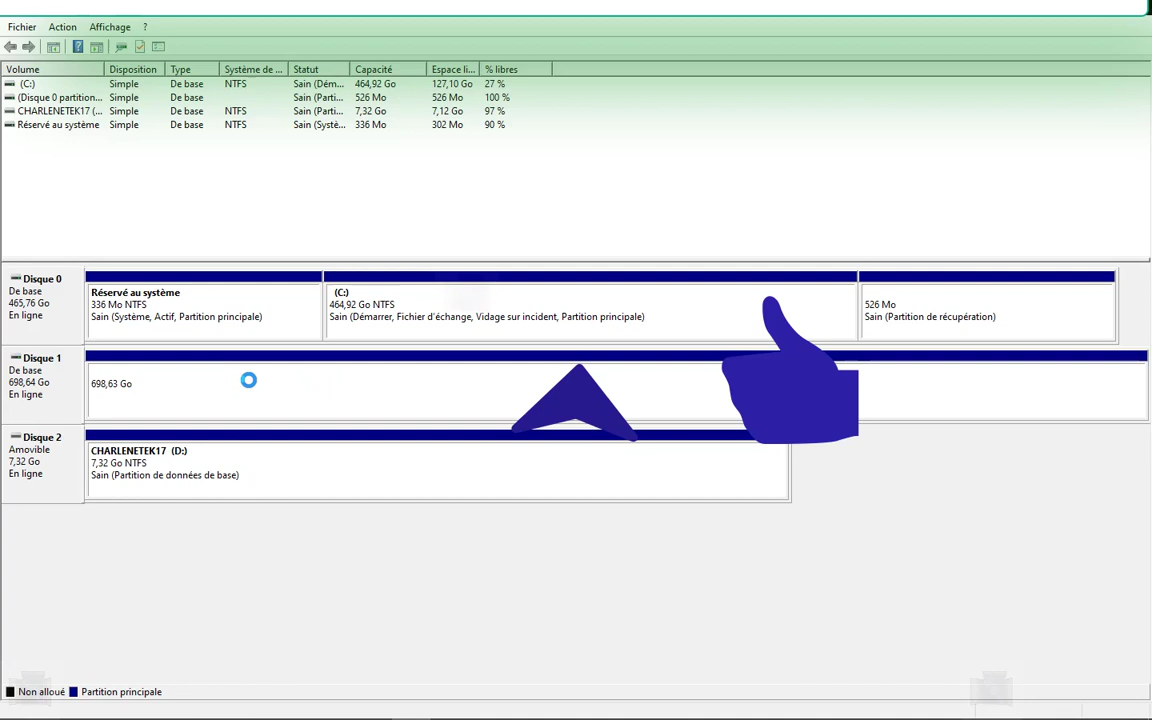 Fichier Action Affichage ?
Volume Disposition Type Système de ... Statut Capacité Espace li... % libres
(C:) Simple De base NTFS Sain (Dém... 464,92 Go 127,10 Go 27 %
(Disque 0 partition... Simple De base Sain (Parti... 526 Mo 526 Mo 100 %
CHARLENETEK17 (... Simple De base NTFS Sain (Parti... 7,32 Go 7,12 Go 97 %
Réservé au système Simple De base NTFS Sain (Systè... 336 Mo 302 Mo 90 %
Disque 0
De base
465,76 Go
En ligne
Réservé au système
336 Mo NTFS
Sain (Système, Actif, Partition principale)
(C:)
464,92 Go NTFS
Sain (Démarrer, Fichier d'échange, Vidage sur incident, Partition principale)
526 Mo
Sain (Partition de récupération)
Disque 1
De base
698,64 Go
En ligne
698,63 Go
Disque 2
Amovible
7,32 Go
En ligne
CHARLENETEK17 (D:)
7,32 Go NTFS
Sain (Partition de données de base)
Non alloué Partition principale